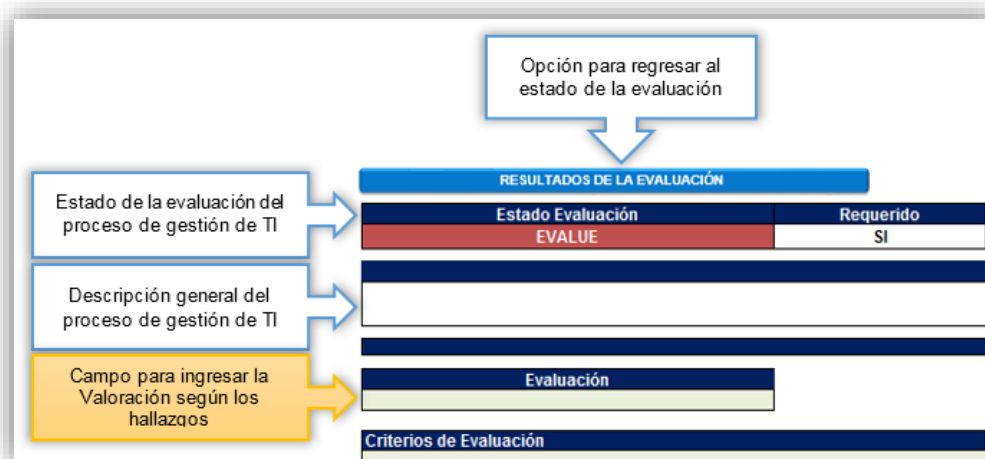 Opción para regresar al
estado de la evaluación
RESULTADOS DE LA EVALUACIÓN
Estado de la evaluación del
proceso de gestión de TI
Estado Evaluación
Requerido
EVALUE
SI
Descripción general del
proceso de gestión de TI
Campo para ingresar la
Valoración según los
hallazgos
Evaluación
Criterios de Evaluación